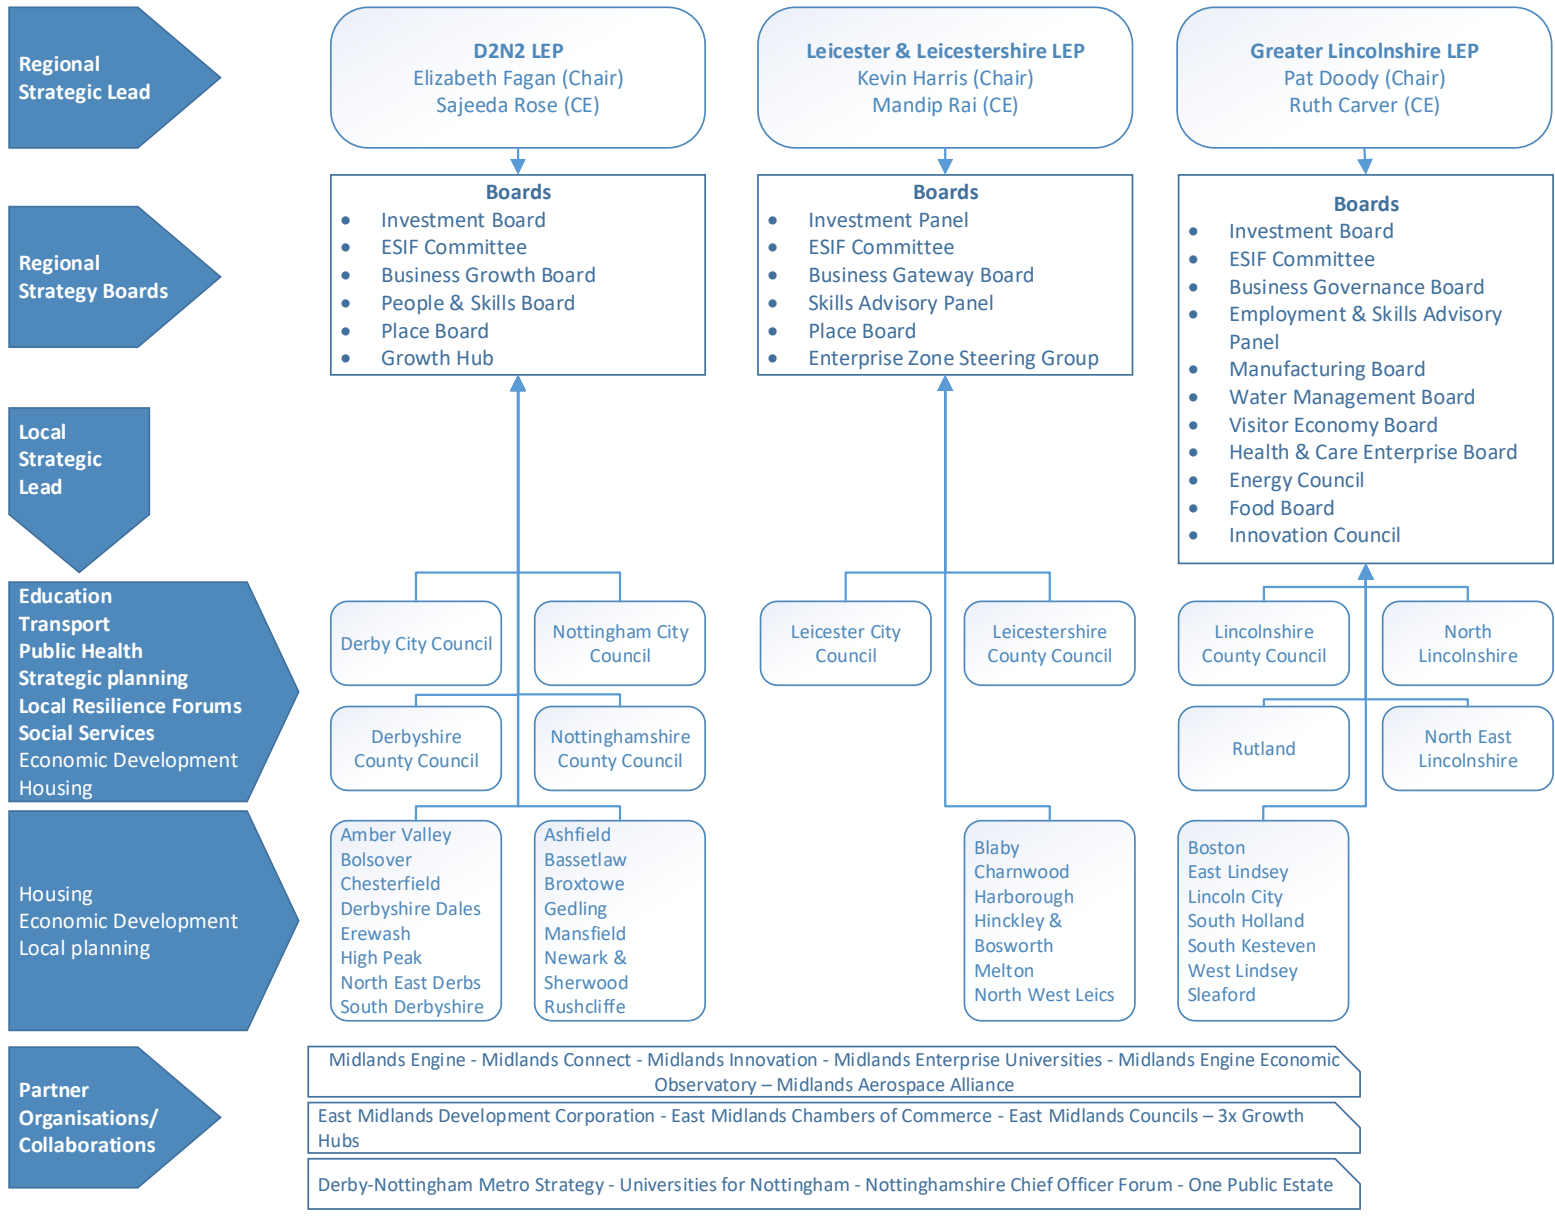 Regional
Strategic Lead
D2N2 LEP
Elizabeth Fagan (Chair)
Sajeeda Rose (CE)
Leicester & Leicestershire LEP
Kevin Harris (Chair)
Mandip Rai (CE)
Greater Lincolnshire LEP
Pat Doody (Chair)
Ruth Carver (CE)
Regional
Strategy Boards
Boards
• Investment Board
• ESIF Committee
• Business Growth Board
• People & Skills Board
• Place Board
• Growth Hub
Boards
• Investment Panel
• ESIF Committee
• Business Gateway Board
• Skills Advisory Panel
• Place Board
• Enterprise Zone Steering Group
Boards
• Investment Board
• ESIF Committee
• Business Governance Board
• Employment & Skills Advisory
Panel
• Manufacturing Board
• Water Management Board
• Visitor Economy Board
• Health & Care Enterprise Board
• Energy Council
• Food Board
• Innovation Council
Local
Strategic
Lead
Education
Transport
Public Health
Strategic planning
Local Resilience Forums
Social Services
Economic Development
Housing
Derby City Council
Nottingham City
Council
Derbyshire
County Council
Nottinghamshire
County Council
Leicester City
Council
Leicestershire
County Council
Lincolnshire
County Council
North
Lincolnshire
Rutland
North East
Lincolnshire
Housing
Economic Development
Local planning
Amber Valley
Bolsover
Chesterfield
Derbyshire Dales
Erewash
High Peak
North East Derbs
South Derbyshire
Ashfield
Bassetlaw
Broxtowe
Gedling
Mansfield
Newark &
Sherwood
Rushcliffe
Blaby
Charnwood
Harborough
Hinckley &
Bosworth
Melton
North West Leics
Boston
East Lindsey
Lincoln City
South Holland
South Kesteven
West Lindsey
Sleaford
Partner
Organisations/
Collaborations
Midlands Engine - Midlands Connect - Midlands Innovation - Midlands Enterprise Universities - Midlands Engine Economic
Observatory – Midlands Aerospace Alliance
East Midlands Development Corporation - East Midlands Chambers of Commerce - East Midlands Councils – 3x Growth
Hubs
Derby-Nottingham Metro Strategy - Universities for Nottingham - Nottinghamshire Chief Officer Forum - One Public Estate